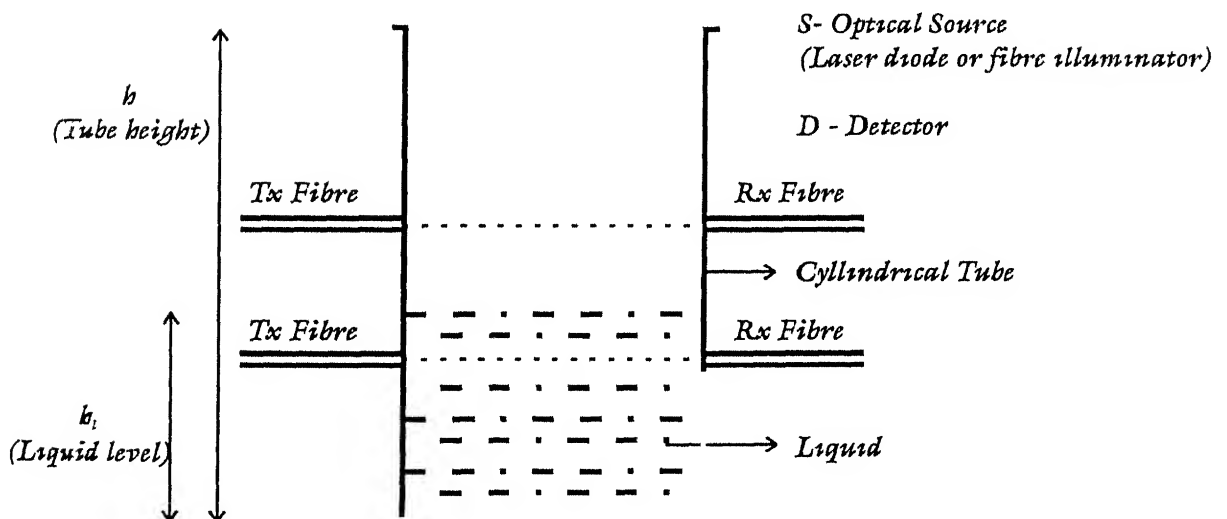 S- Optical Source
(Laser diode or fibre illuminator)
h
(Tube height)
D - Detector
Tx Fibre
Rx Fibre
Cyllindrical Tube
Tx Fibre
Rx Fibre
h₁
(Liquid level)
Liquid